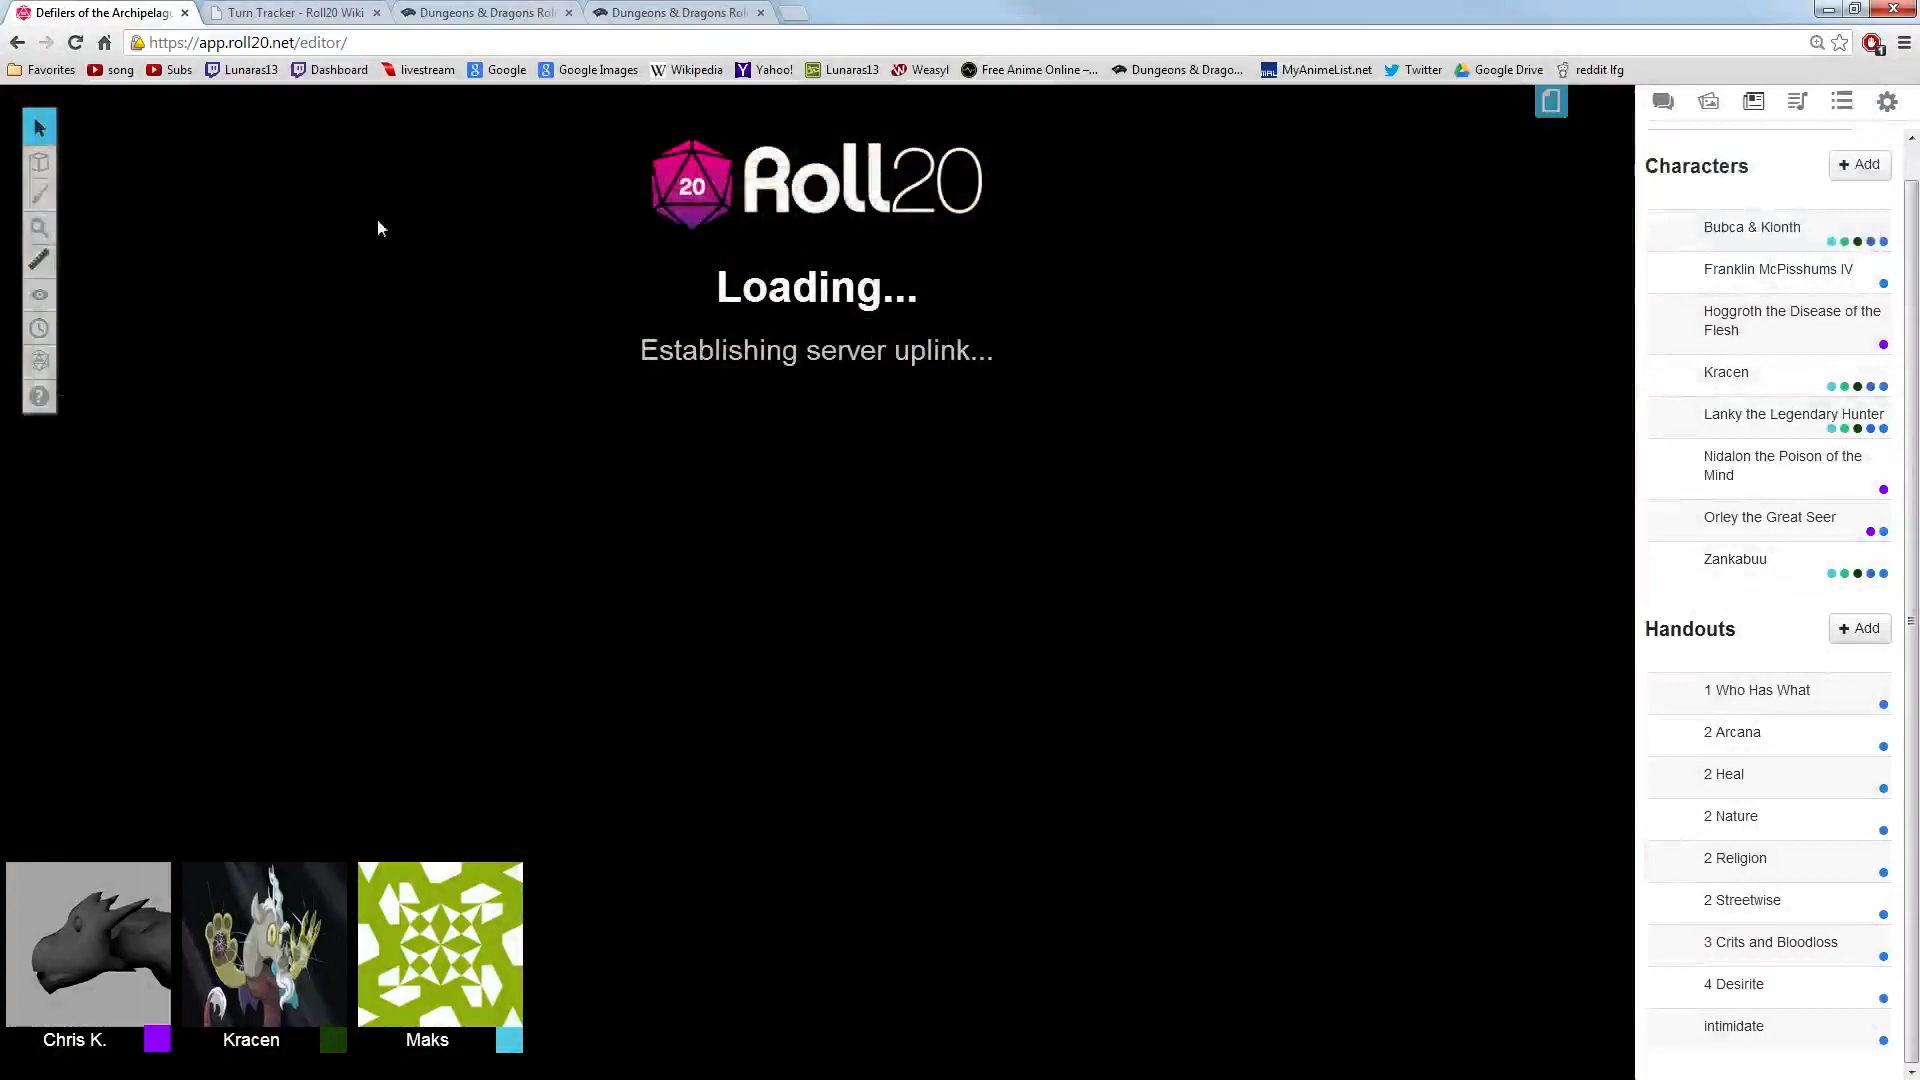 Defilers of the Archipelag
Turn Tracker - Roll20 Wiki
Dungeons & Dragons Rol
Dungeons & Dragons Rol
https://app.roll20.net/editor/
1
Favorites
song
Subs
Lunaras13
Dashboard
livestream
Google
Google Images
Wikipedia
Yahoo!
Lunaras13
Weasyl
Free Anime Online –...
Dungeons & Drago...
MyAnimeList.net
Twitter
Google Drive
reddit lfg
20 Roll20
Loading...
Establishing server uplink...
Characters
+ Add
Bubca & Klonth
Franklin McPisshums IV
Hoggroth the Disease of the
Flesh
Kracen
Lanky the Legendary Hunter
Nidalon the Poison of the
Mind
Orley the Great Seer
Zankabuu
Handouts
+ Add
1 Who Has What
2 Arcana
2 Heal
2 Nature
2 Religion
2 Streetwise
3 Crits and Bloodloss
4 Desirite
intimidate
Chris K.
Kracen
Maks